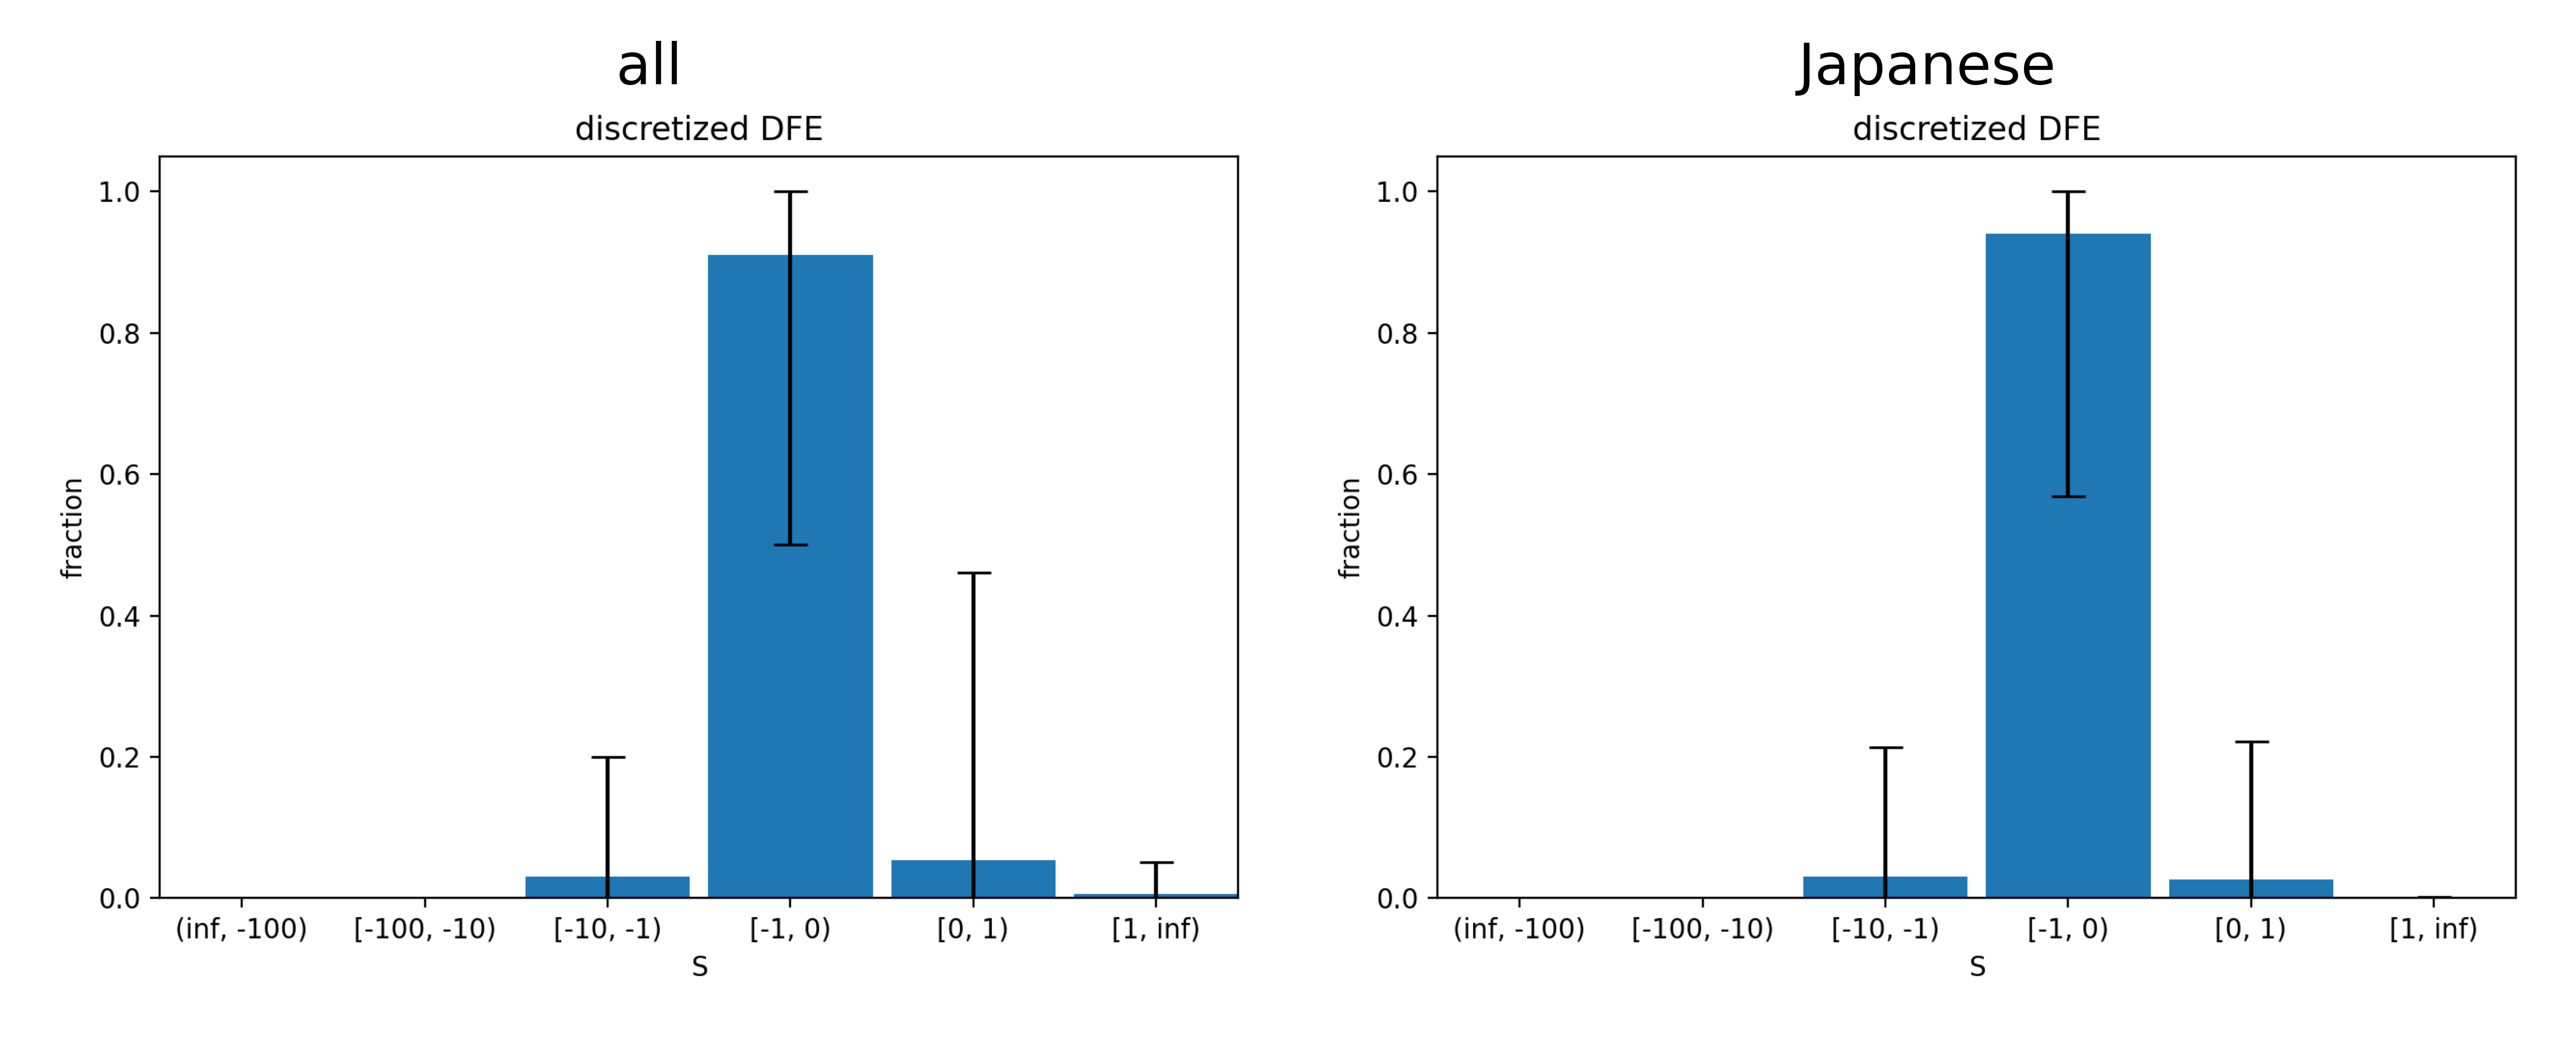 all
discretized DFE
1.0
0.8
0.6
0.4
0.2
0.0
fraction
(inf, -100)
[-100, -10)
[-10, -1)
[-1, 0)
[0, 1)
[1, inf)
S
Japanese
discretized DFE
1.0
0.8
0.6
0.4
0.2
0.0
fraction
(inf, -100)
[-100, -10)
[-10, -1)
[-1, 0)
[0, 1)
[1, inf)
S